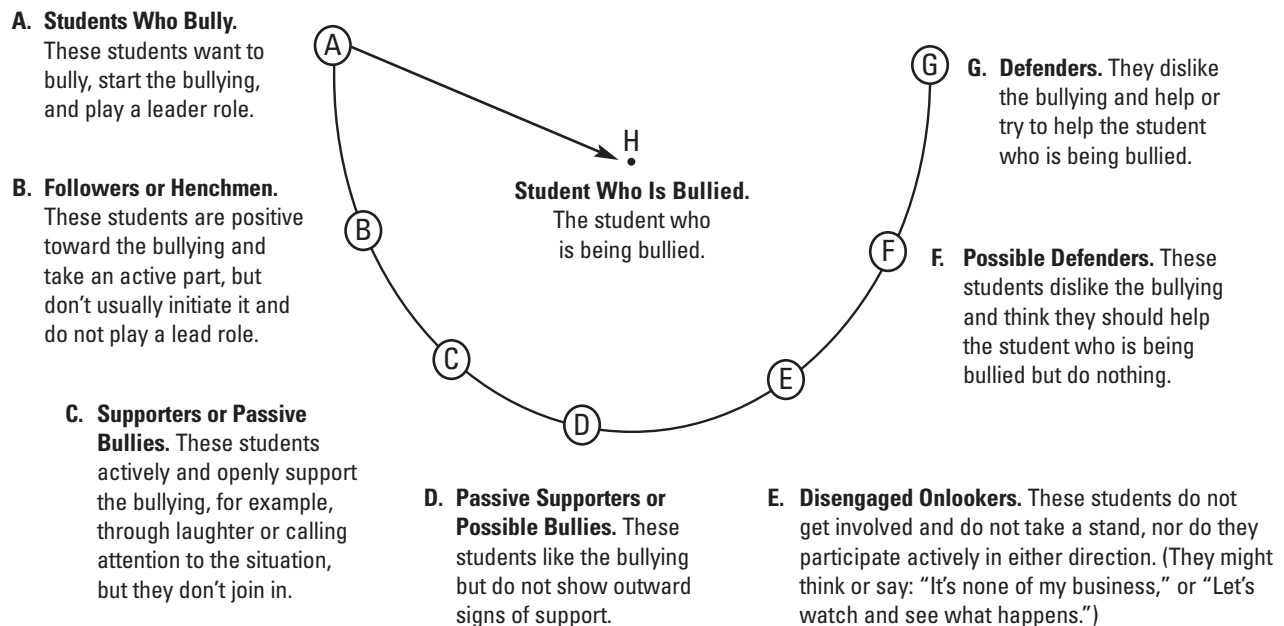 A. Students Who Bully.
These students want to
bully, start the bullying,
and play a leader role.
B. Followers or Henchmen.
These students are positive
toward the bullying and
take an active part, but
don't usually initiate it and
do not play a lead role.
C. Supporters or Passive
Bullies. These students
actively and openly support
the bullying, for example,
through laughter or calling
attention to the situation,
but they don't join in.
D. Passive Supporters or
Possible Bullies. These
students like the bullying
but do not show outward
signs of support.
E. Disengaged Onlookers. These students do not
get involved and do not take a stand, nor do they
participate actively in either direction. (They might
think or say: “It's none of my business,” or “Let's
watch and see what happens.”)
F. Possible Defenders. These
students dislike the bullying
and think they should help
the student who is being
bullied but do nothing.
G. Defenders. They dislike
the bullying and help or
try to help the student
who is being bullied.
H
Student Who Is Bullied.
The student who
is being bullied.
A
B
C
D
E
F
G